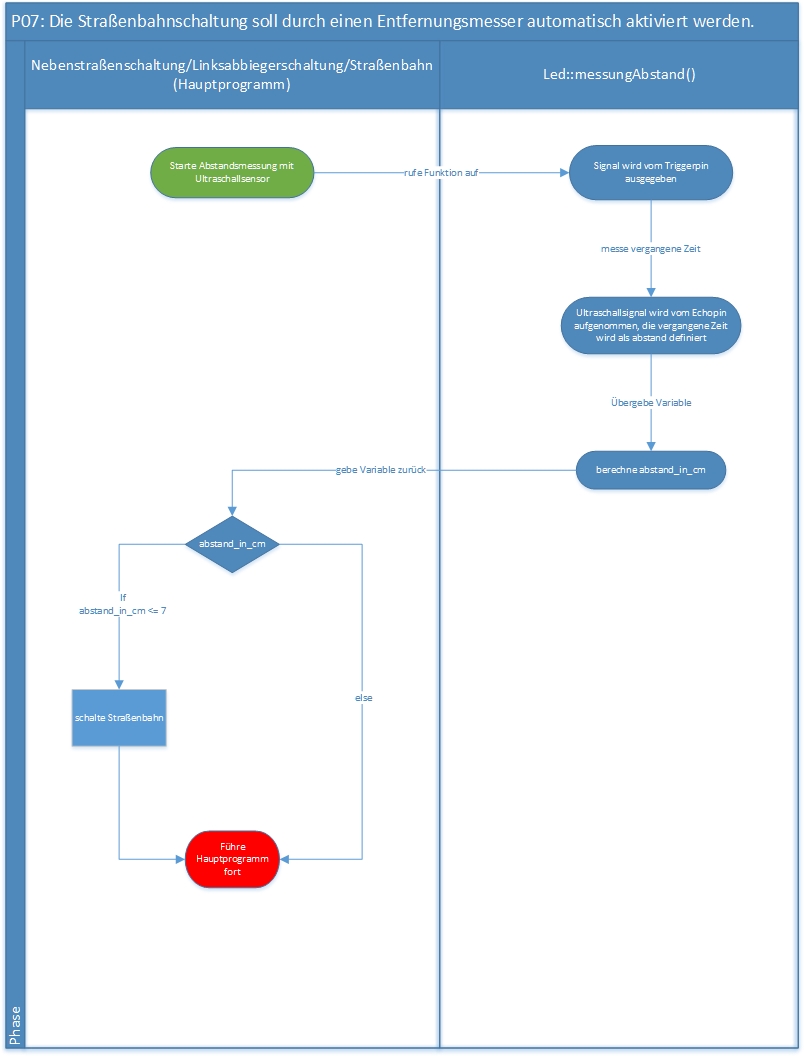 P07: Die Straßenbahnschaltung soll durch einen Entfernungsmesser automatisch aktiviert werden.
Nebenstraßenschaltung/Linksabbiegerschaltung/Straßenbahn
(Hauptprogramm)
Led::messungAbstand()
Starte Abstandsmessung mit
Ultraschallsensor
rufe Funktion auf
Signal wird vom Triggerpin
ausgegeben
messe vergangene Zeit
Ultraschallsignal wird vom Echopin
aufgenommen, die vergangene Zeit
wird als abstand definiert
Übergebe Variable
berechne abstand_in_cm
gebe Variable zurück
abstand_in_cm
If
abstand_in_cm <= 7
else
schalte Straßenbahn
Führe
Hauptprogramm
fort
Phase